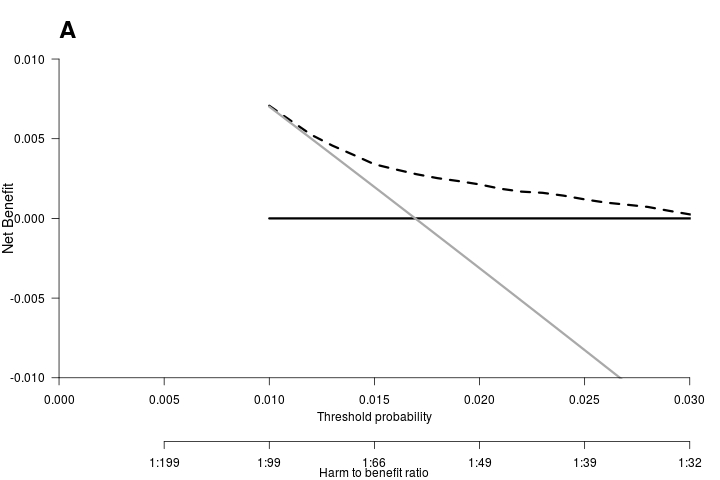 A
0.010
0.005
0.000
-0.005
-0.010
Net Benefit
0.000 0.005 0.010 0.015 0.020 0.025 0.030
Threshold probability
1:199 1:99 1:66 1:49 1:39 1:32
Harm to benefit ratio